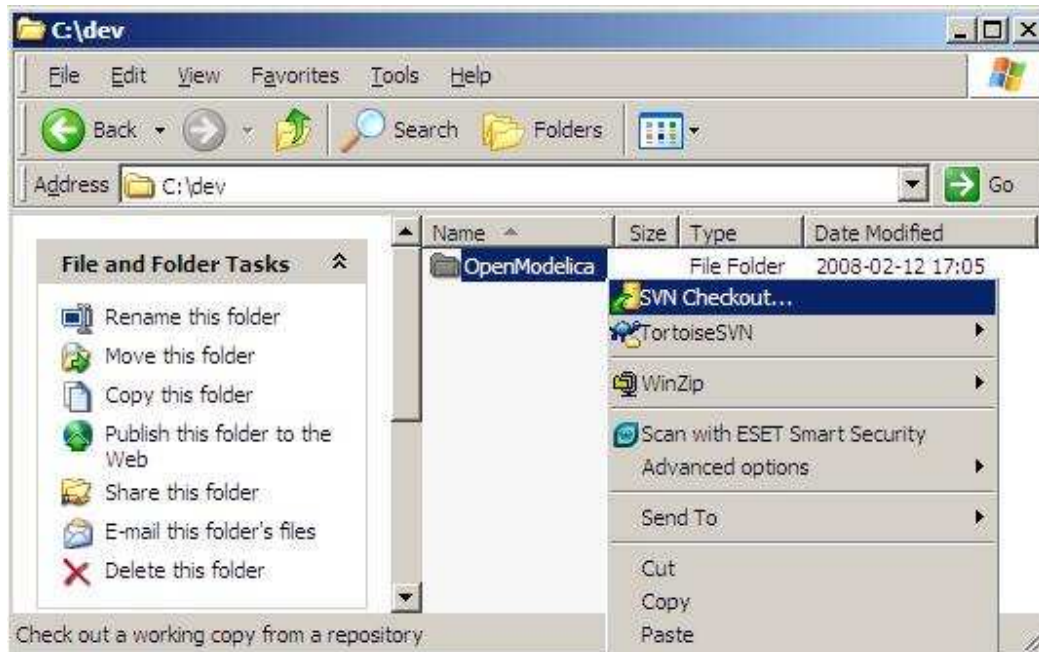 C:\dev
File Edit View Favorites Tools Help
Back Search Folders
Address C:\dev Go
Name Size Type Date Modified
OpenModelica File Folder 2008-02-12 17:05
File and Folder Tasks
Rename this folder
Move this folder
Copy this folder
Publish this folder to the
Web
Share this folder
E-mail this folder's files
Delete this folder
SVN Checkout...
TortoiseSVN
WinZip
Scan with ESET Smart Security
Advanced options
Send To
Cut
Copy
Paste
Check out a working copy from a repository